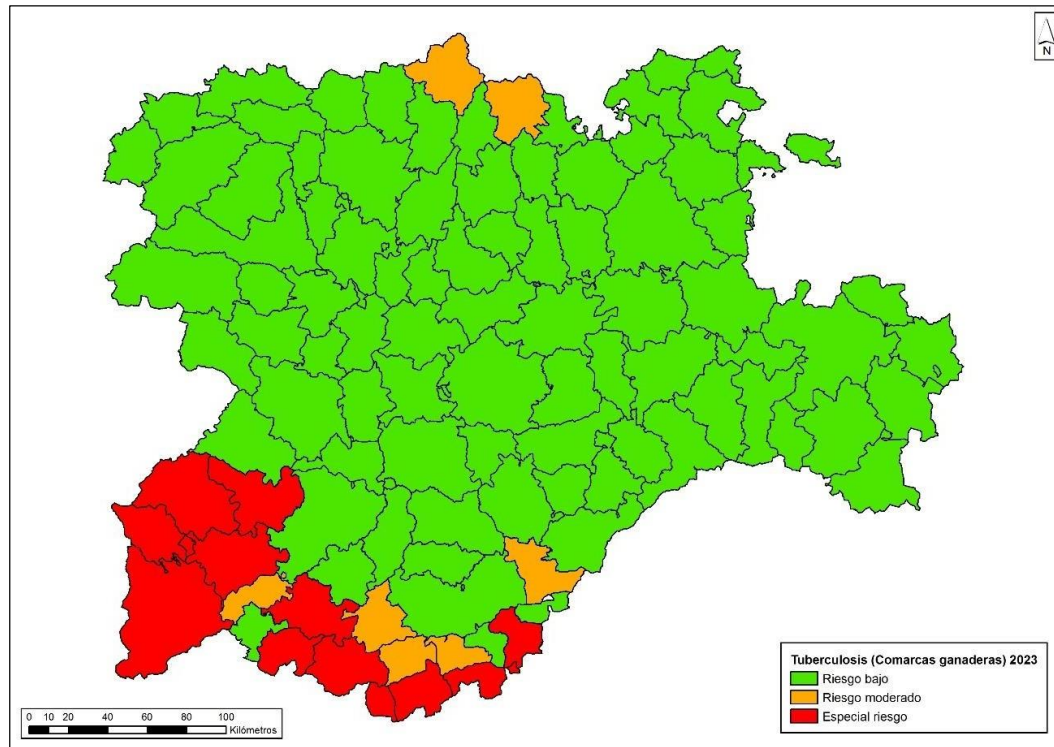 N
Tuberculosis (Comarcas ganaderas) 2023
Riesgo bajo
Riesgo moderado
Especial riesgo
0 10 20 40 60 80 100
Kilómetros